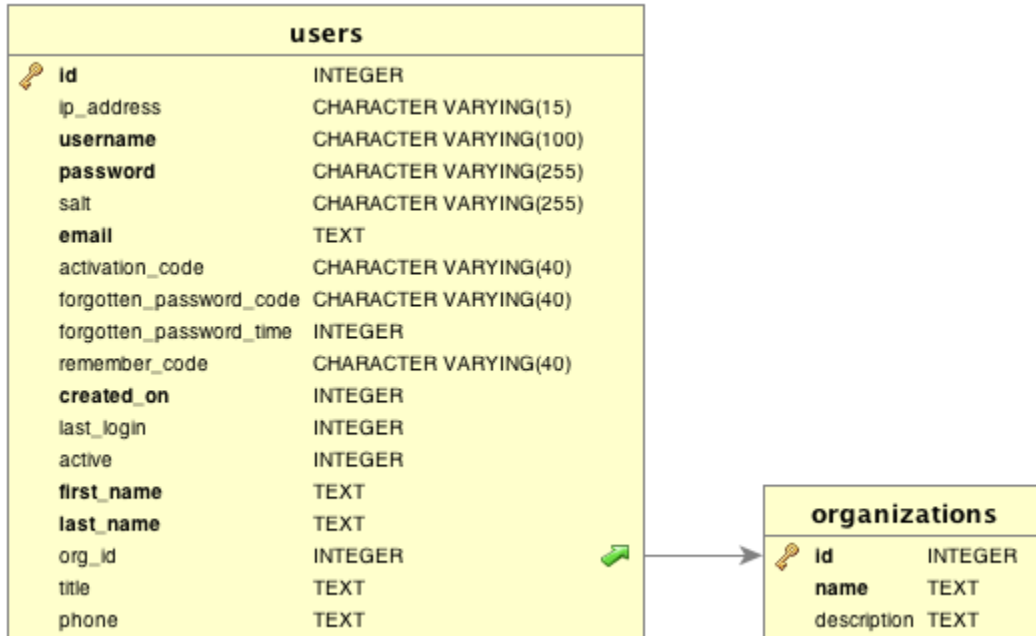 users
id INTEGER
ip_address CHARACTER VARYING(15)
username CHARACTER VARYING(100)
password CHARACTER VARYING(255)
salt CHARACTER VARYING(255)
email TEXT
activation_code CHARACTER VARYING(40)
forgotten_password_code CHARACTER VARYING(40)
forgotten_password_time INTEGER
remember_code CHARACTER VARYING(40)
created_on INTEGER
last_login INTEGER
active INTEGER
first_name TEXT
last_name TEXT
org_id INTEGER
title TEXT
phone TEXT
organizations
id INTEGER
name TEXT
description TEXT